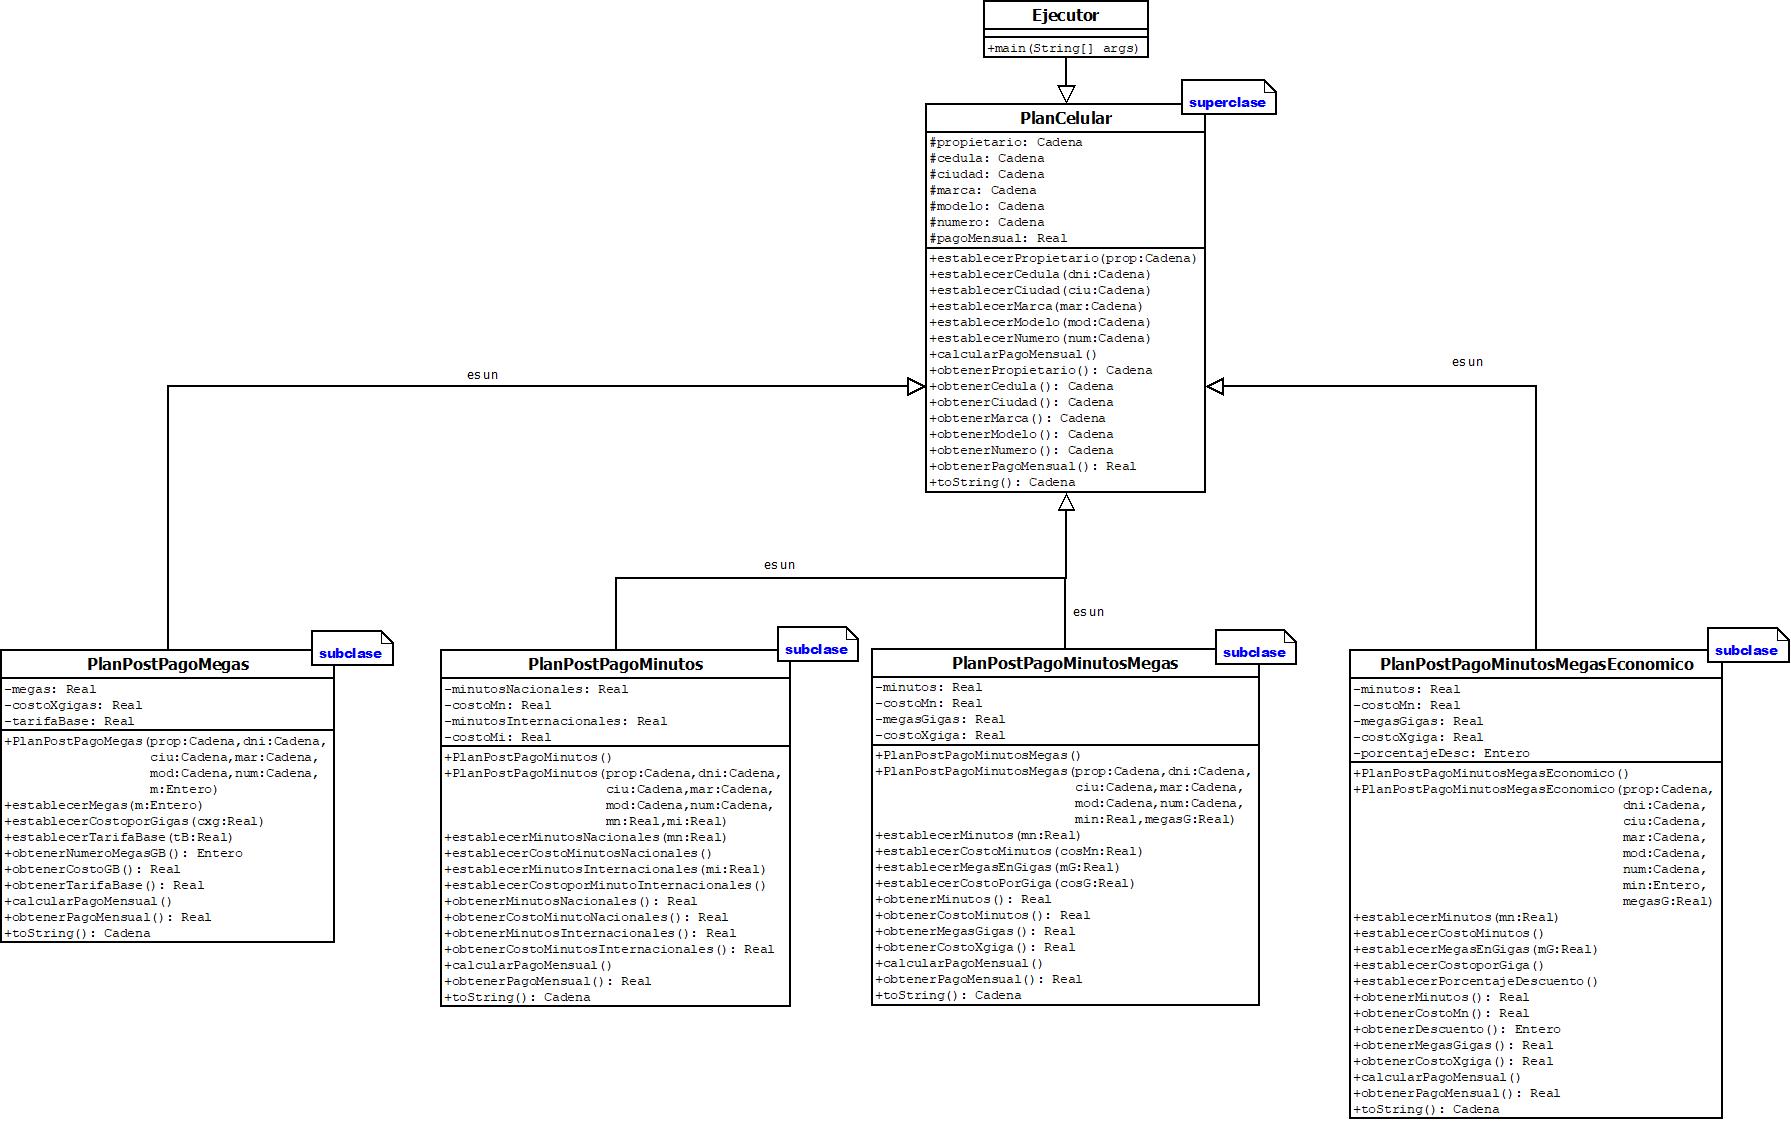 Ejecutor
+main(String[] args)
superclase
PlanCelular
#propietario: Cadena
#cedula: Cadena
#ciudad: Cadena
#marca: Cadena
#modelo: Cadena
#numero: Cadena
#pagoMensual: Real
+establecerPropietario(prop:Cadena)
+establecerCedula(dni:Cadena)
+establecerCiudad(ciu:Cadena)
+establecerMarca(mar:Cadena)
+establecerModelo(mod:Cadena)
+establecerNumero(num:Cadena)
+calcularPagoMensual()
+obtenerPropietario(): Cadena
+obtenerCedula(): Cadena
+obtenerCiudad(): Cadena
+obtenerMarca(): Cadena
+obtenerModelo(): Cadena
+obtenerNumero(): Cadena
+obtenerPagoMensual(): Real
+toString(): Cadena
es un
es un
es un
es un
subclase
PlanPostPagoMegas
-megas: Real
-costoXgigas: Real
-tarifaBase: Real
+PlanPostPagoMegas(prop:Cadena,dni:Cadena,
ciu:Cadena,mar:Cadena,
mod:Cadena,num:Cadena,
m:Entero)
+establecerMegas(m:Entero)
+establecerCostoporGigas(cxg:Real)
+establecerTarifaBase(tB:Real)
+obtenerNumeroMegasGB(): Entero
+obtenerCostoGB(): Real
+obtenerTarifaBase(): Real
+calcularPagoMensual()
+obtenerPagoMensual(): Real
+toString(): Cadena
subclase
PlanPostPagoMinutos
-minutosNacionales: Real
-costoMn: Real
-minutosInternacionales: Real
-costoMi: Real
+PlanPostPagoMinutos()
+PlanPostPagoMinutos(prop:Cadena,dni:Cadena,
ciu:Cadena,mar:Cadena,
mod:Cadena,num:Cadena,
mn:Real,mi:Real)
+establecerMinutosNacionales(mn:Real)
+establecerCostoMinutosNacionales()
+establecerMinutosInternacionales(mi:Real)
+establecerCostoporMinutoInternacionales()
+obtenerMinutosNacionales(): Real
+obtenerCostoMinutoNacionales(): Real
+obtenerMinutosInternacionales(): Real
+obtenerCostoMinutosInternacionales(): Real
+calcularPagoMensual()
+obtenerPagoMensual(): Real
+toString(): Cadena
subclase
PlanPostPagoMinutosMegas
-minutos: Real
-costoMn: Real
-megasGigas: Real
-costoXgiga: Real
+PlanPostPagoMinutosMegas()
+PlanPostPagoMinutosMegas(prop:Cadena,dni:Cadena,
ciu:Cadena,mar:Cadena,
mod:Cadena,num:Cadena,
min:Real,megasG:Real)
+establecerMinutos(mn:Real)
+establecerCostoMinutos(cosMn:Real)
+establecerMegasEnGigas(mG:Real)
+establecerCostoPorGiga(cosG:Real)
+obtenerMinutos(): Real
+obtenerCostoMinutos(): Real
+obtenerMegasGigas(): Real
+obtenerCostoXgiga(): Real
+calcularPagoMensual()
+obtenerPagoMensual(): Real
+toString(): Cadena
subclase
PlanPostPagoMinutosMegasEconomico
-minutos: Real
-costoMn: Real
-megasGigas: Real
-costoXgiga: Real
-porcentajeDesc: Entero
+PlanPostPagoMinutosMegasEconomico()
+PlanPostPagoMinutosMegasEconomico(prop:Cadena,
dni:Cadena,
ciu:Cadena,
mar:Cadena,
mod:Cadena,
num:Cadena,
min:Entero,
megasG:Real)
+establecerMinutos(mn:Real)
+establecerCostoMinutos()
+establecerMegasEnGigas(mG:Real)
+establecerCostoporGiga()
+establecerPorcentajeDescuento()
+obtenerMinutos(): Real
+obtenerCostoMn(): Real
+obtenerDescuento(): Entero
+obtenerMegasGigas(): Real
+obtenerCostoXgiga(): Real
+calcularPagoMensual()
+obtenerPagoMensual(): Real
+toString(): Cadena